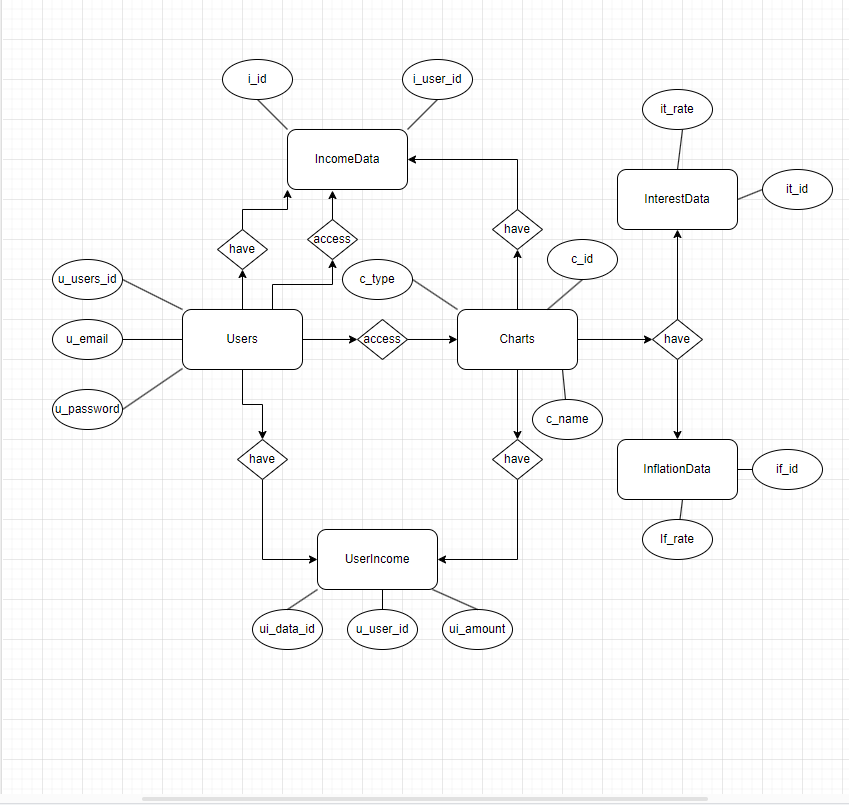 i_id
i_user_id
it_rate
IncomeData
it_id
InterestData
have
access
have
c_type
c_id
u_users_id
u_email
Users
access
Charts
have
u_password
c_name
have
have
InflationData
if_id
If_rate
UserIncome
ui_data_id
u_user_id
ui_amount